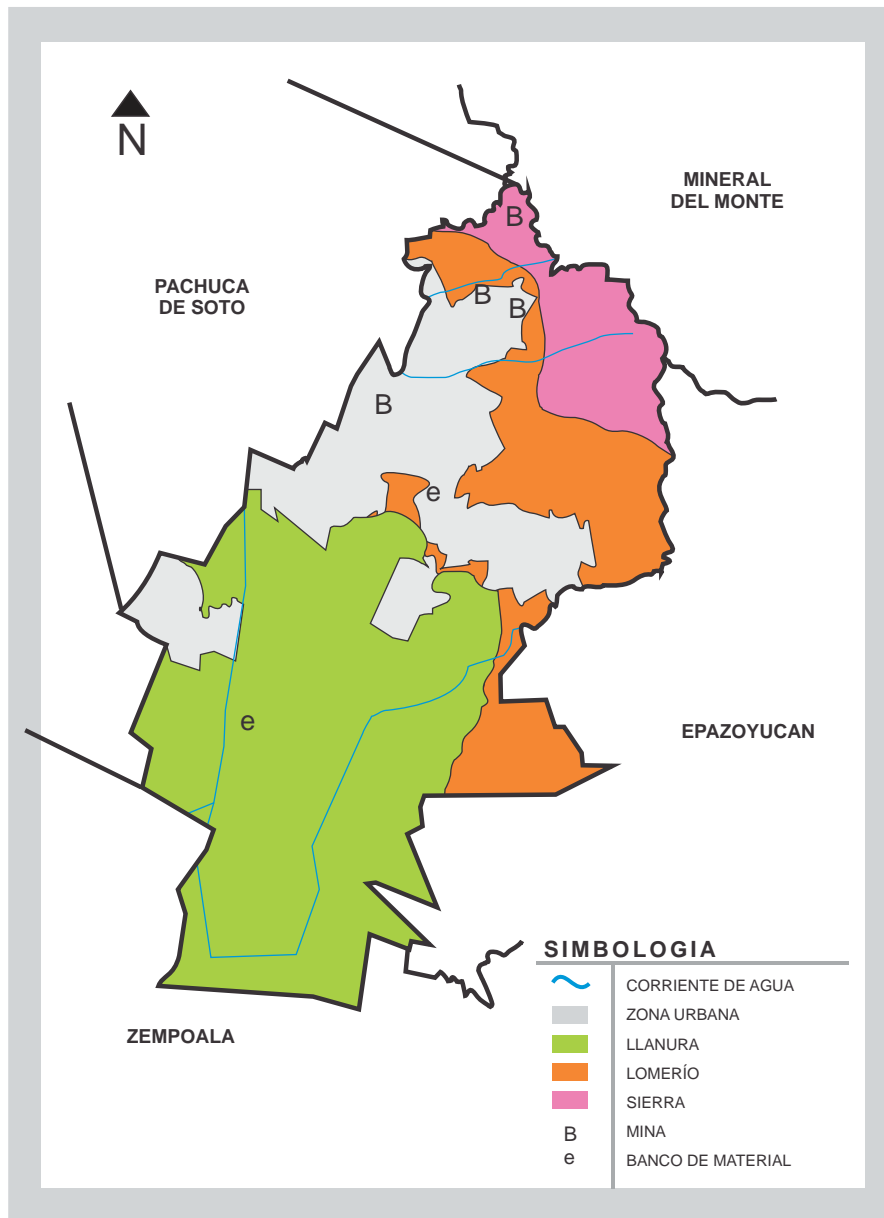 N
MINERAL
DEL MONTE
B
PACHUCA
DE SOTO
B
B
B
e
e
EPAZOYUCAN
ZEMPOALA
SIMBOLOGIA
CORRIENTE DE AGUA
ZONA URBANA
LLANURA
LOMERÍO
SIERRA
B MINA
e BANCO DE MATERIAL